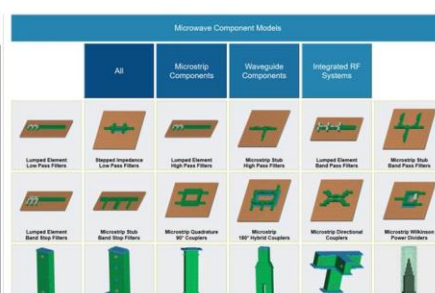 Microwave Component Models
All
Microstrip
Components
Waveguide
Components
Integrated RF
Systems
Lumped Element
Low Pass Filters
Stepped Impedance
Low Pass Filters
Lumped Element
High Pass Filters
Microstrip Stub
High Pass Filters
Lumped Element
Band Pass Filters
Microstrip Stub
Band Pass Filters
Lumped Element
Band Stop Filters
Microstrip Stub
Band Stop Filters
Microstrip Quadrature
90° Couplers
Microstrip
180° Hybrid Couplers
Microstrip Directional
Couplers
Microstrip Wilkinson
Power Dividers